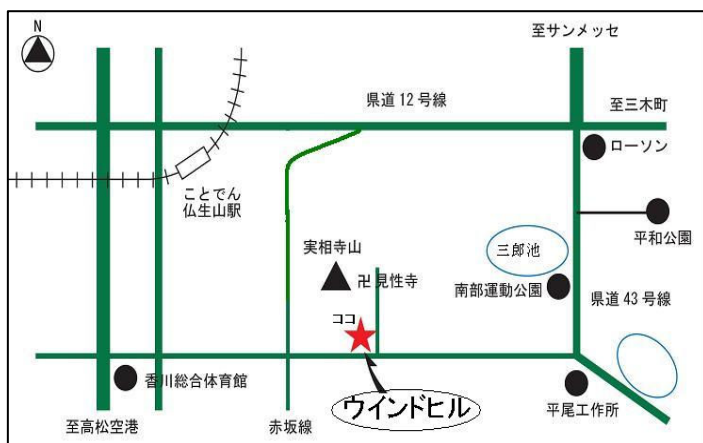 至サンメッセ
県道12号線
至三木町
ローソン
ことでん
仏生山駅
平和公園
実相寺山
三郎池
卍見性寺
南部運動公園
県道43号線
ココ
香川総合体育館
ウインドヒル
平尾工作所
至高松空港
赤坂線